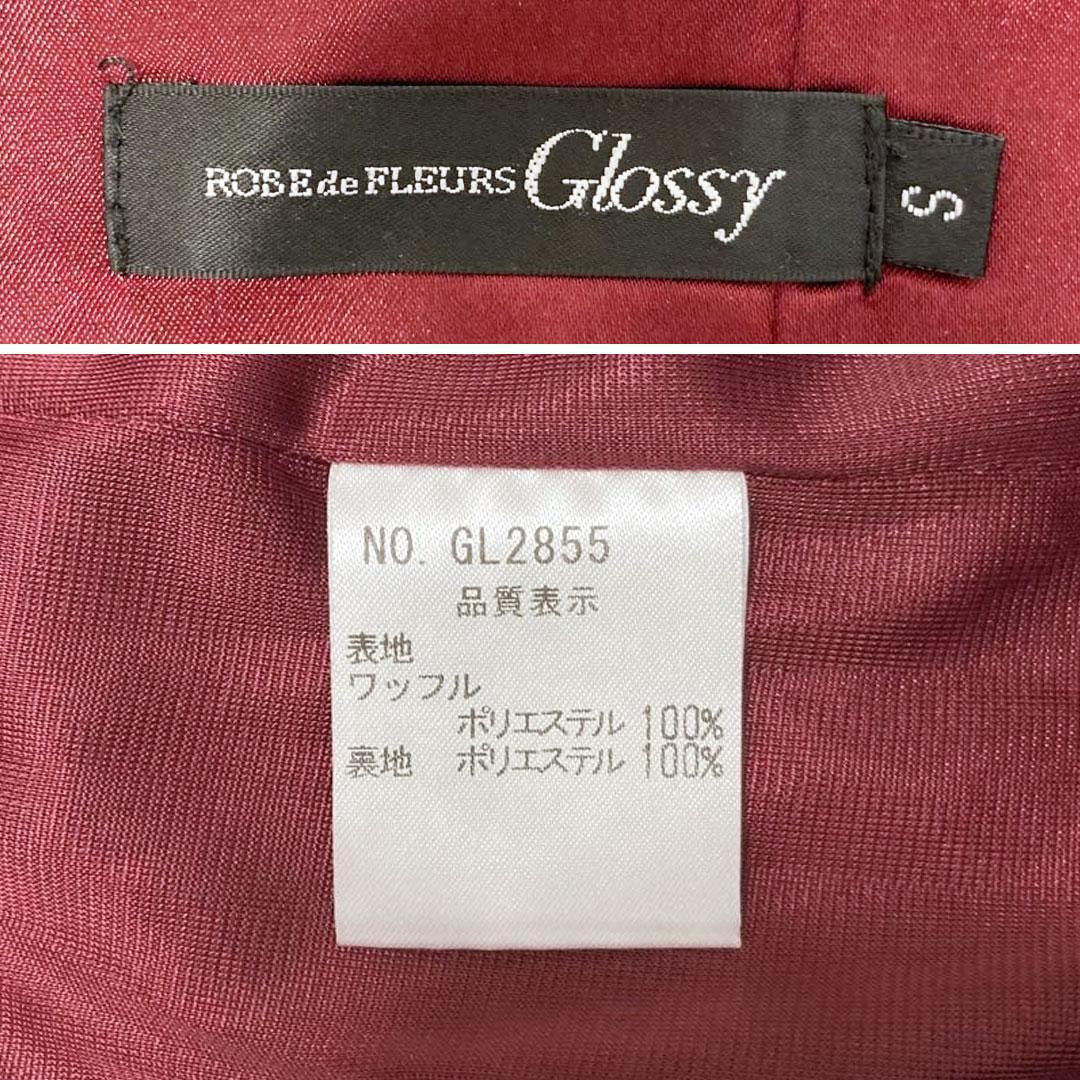 ROBE de FLEURS Glossy
S
NO. GL2855
品質表示
表地
ワッフル
ポリエステル 100%
裏地 ポリエステル 100%